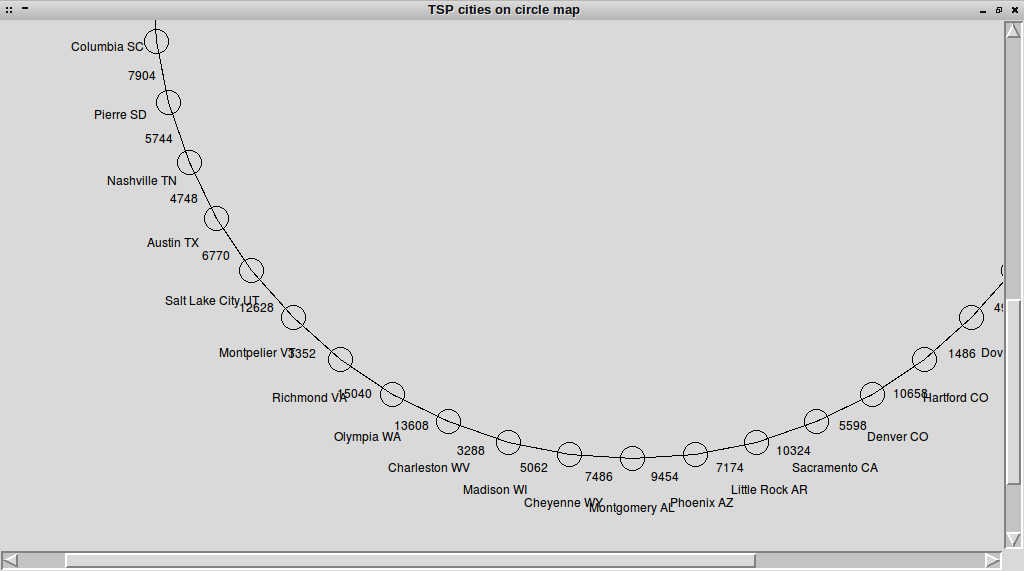 TSP cities on circle map
Columbia SC
7904
Pierre SD
5744
Nashville TN
4748
Austin TX
6770
Salt Lake City UT
12628
Montpelier VT
3352
Richmond VA
15040
Olympia WA
13608
Charleston WV
3288
Madison WI
5062
Cheyenne WY
7486
Montgomery AL
9454
Phoenix AZ
7174
Little Rock AR
10324
Sacramento CA
5598
Denver CO
10658
Hartford CO
1486
Dov
49